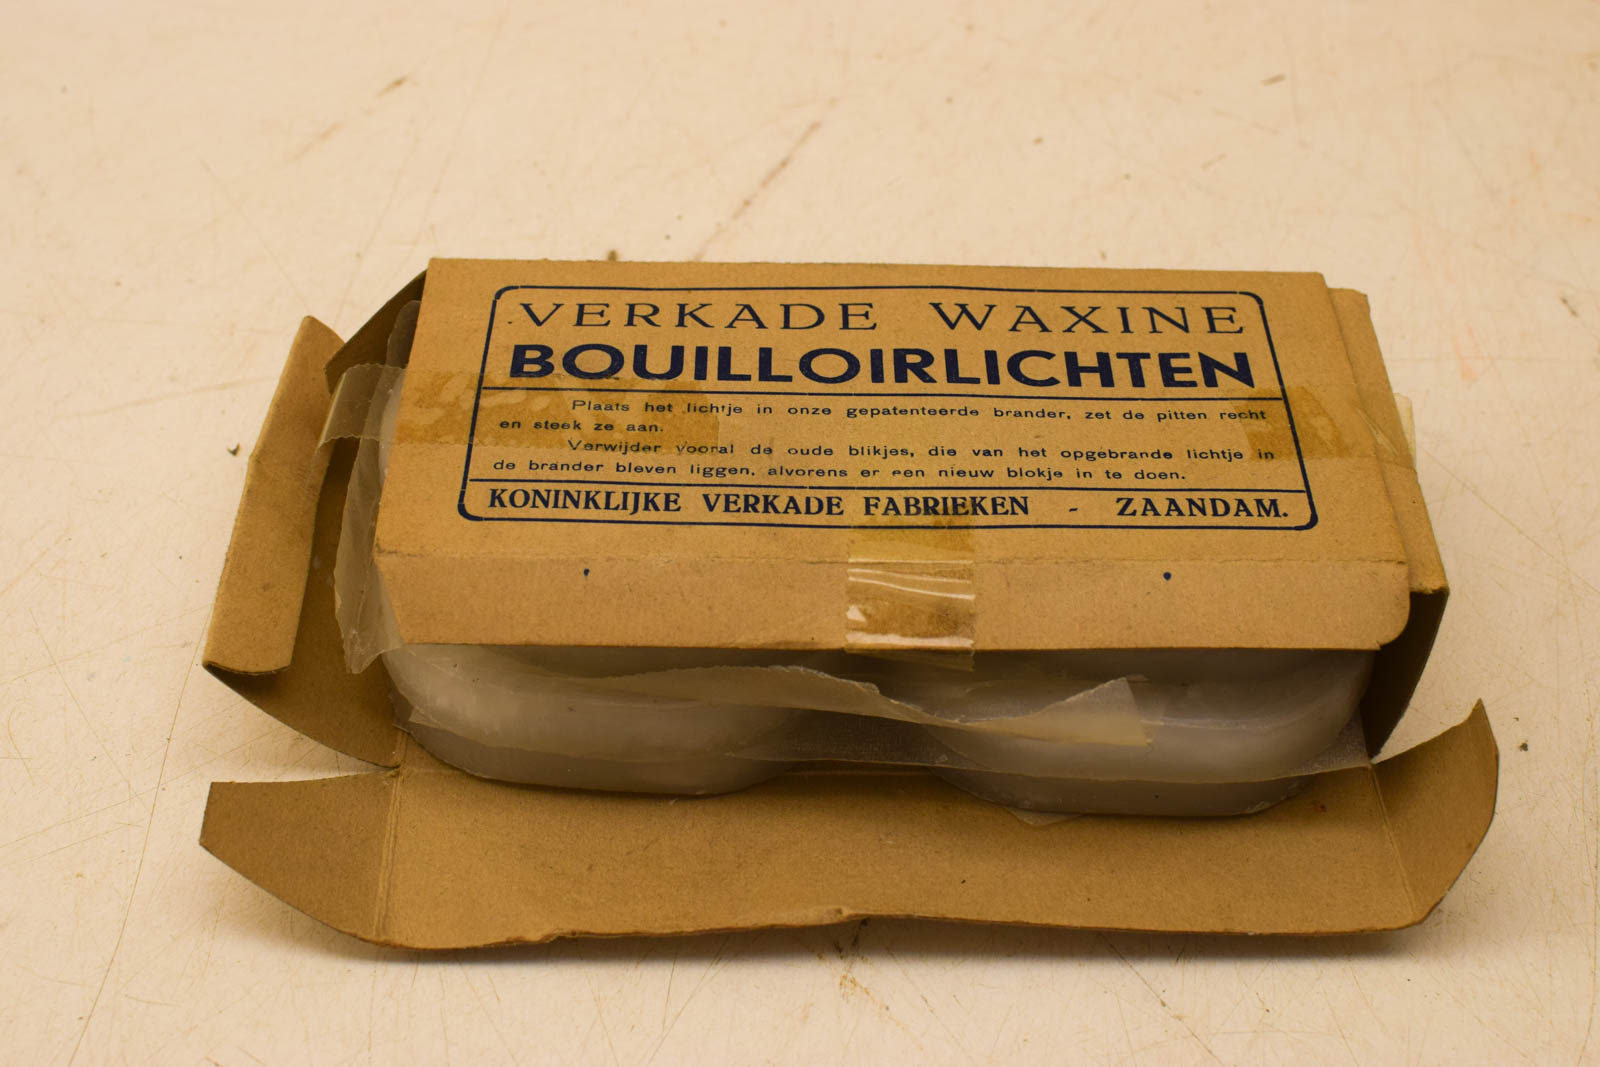 VERKADE WAXINE
BOUILLOIRLICHTEN
Plaats het lichtje in onze gepatenteerde brander, zet de pitten recht
en steek ze aan.
Verwijder vooral de oude blikjes, die van het opgebrande lichtje in
de brander bleven liggen, alvorens er een nieuw blokje in te doen.
KONINKLIJKE VERKADE FABRIEKEN - ZAANDAM.